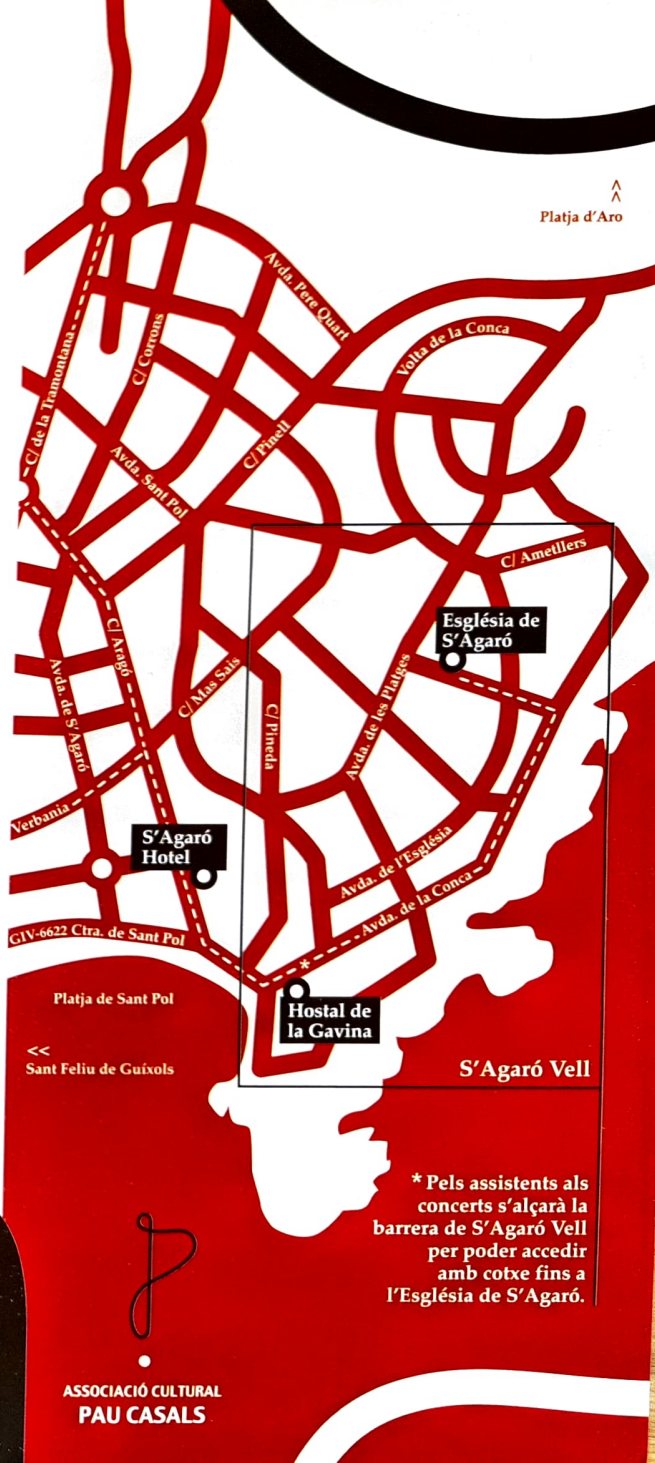 ^
^
Platja d'Aro
Avda. Pere Quart
Volta de la Conca
C/ Corrons
C/ de la Tramontana
C/ Pinell
Avda. Sant Pol
C/ Ametllers
Església de
S'Agaró
C/ Aragó
Avda. de S'Agaró
C/ Mas Sais
C/ Pineda
Avda. de les Platges
Verbania
S'Agaró
Hotel
Avda. de l'Església
Avda. de la Conca
GIV-6622 Ctra. de Sant Pol
*
Hostal de
la Gavina
Platja de Sant Pol
<<
Sant Feliu de Guíxols
S'Agaró Vell
* Pels assistents als
concerts s'alçarà la
barrera de S'Agaró Vell
per poder accedir
amb cotxe fins a
l'Església de S'Agaró.
ASSOCIACIÓ CULTURAL
PAU CASALS